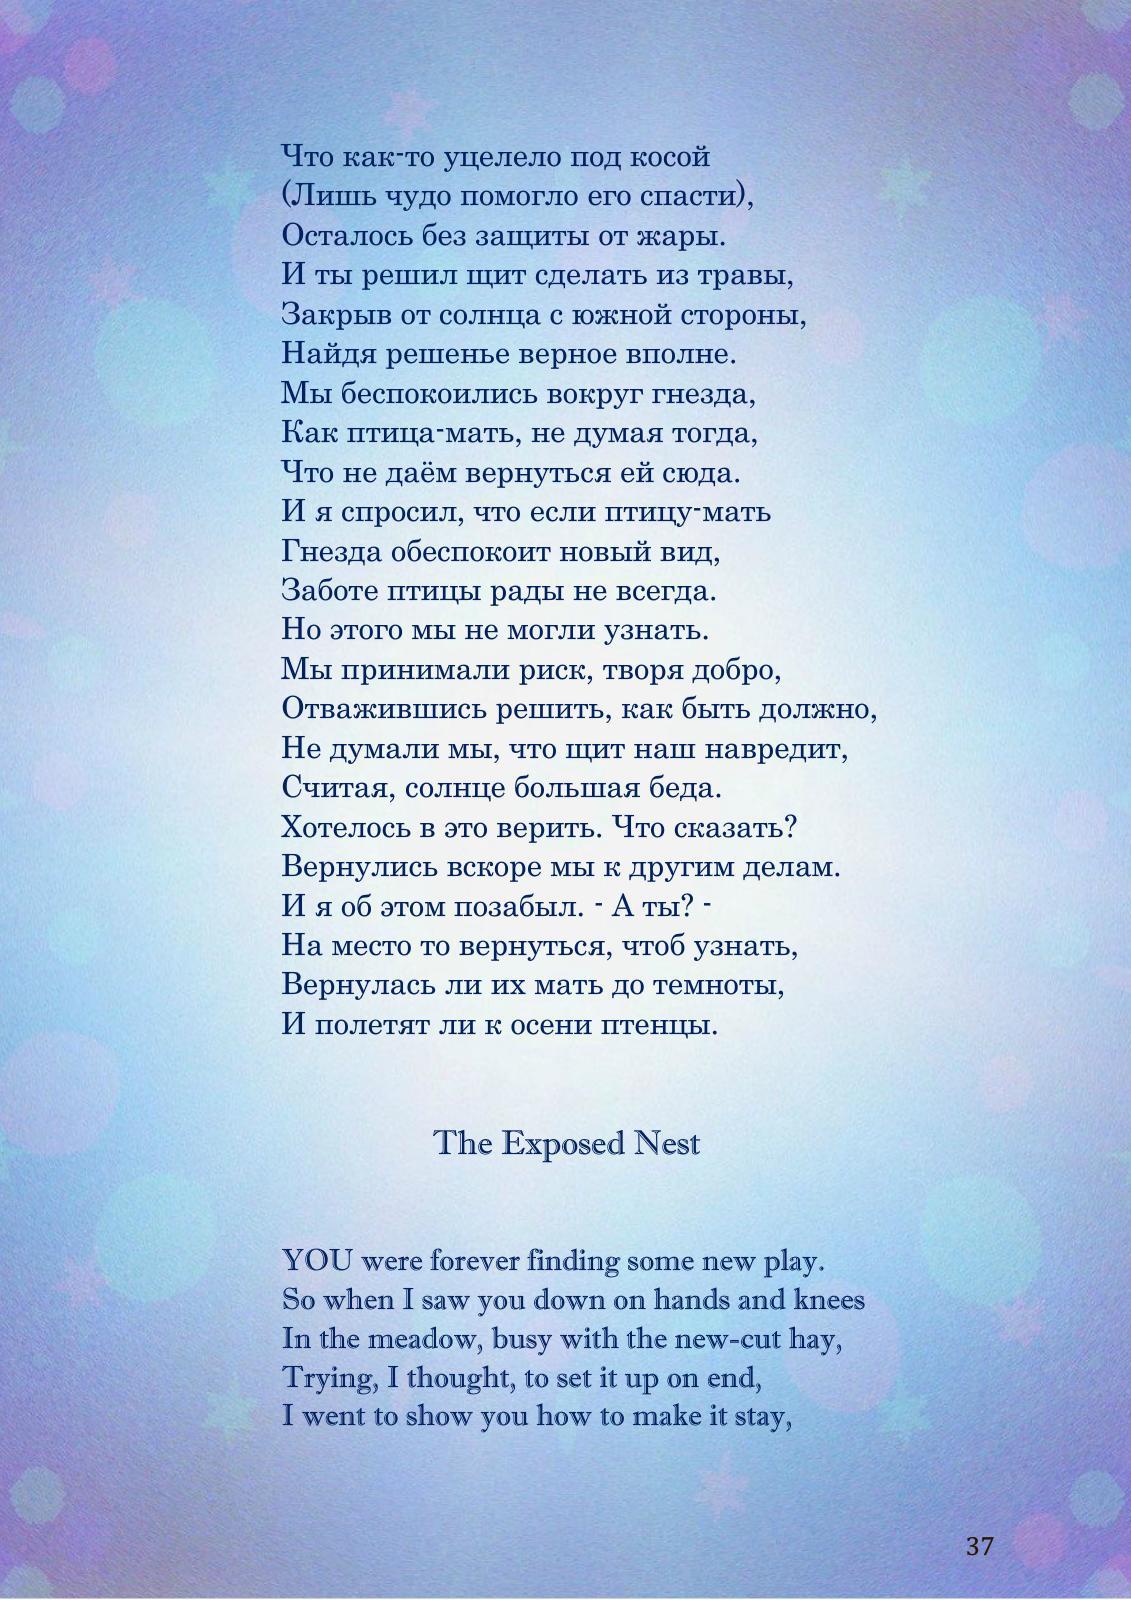 Что как-то уцелело под косой
(Лишь чудо помогло его спасти),
Осталось без защиты от жары.
И ты решил щит сделать из травы,
Закрыв от солнца с южной стороны,
Найдя решенье верное вполне.
Мы беспокоились вокруг гнезда,
Как птица-мать, не думая тогда,
Что не даём вернуться ей сюда.
И я спросил, что если птицу-мать
Гнезда обеспокоит новый вид,
Заботе птицы рады не всегда.
Но этого мы не могли узнать.
Мы принимали риск, творя добро,
Отважившись решить, как быть должно,
Не думали мы, что щит наш навредит,
Считая, солнце большая беда.
Хотелось в это верить. Что сказать?
Вернулись вскоре мы к другим делам.
И я об этом позабыл. - А ты? -
На место то вернуться, чтоб узнать,
Вернулась ли их мать до темноты,
И полетят ли к осени птенцы.
The Exposed Nest
YOU were forever finding some new play.
So when I saw you down on hands and knees
In the meadow, busy with the new-cut hay,
Trying, I thought, to set it up on end,
I went to show you how to make it stay,
37